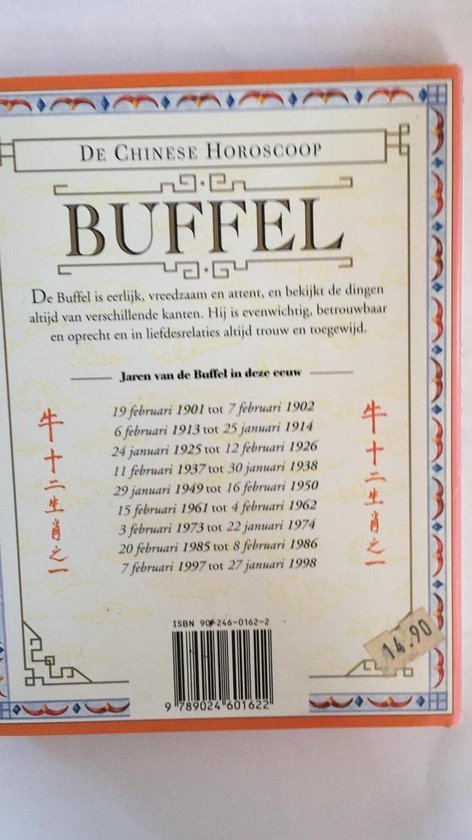 DE CHINESE HOROSCOOP
BUFFEL
De Buffel is eerlijk, vreedzaam en attent, en bekijkt de dingen
altijd van verschillende kanten. Hij is evenwichtig, betrouwbaar
en oprecht en in liefdesrelaties altijd trouw en toegewijd.
Jaren van de Buffel in deze eeuw
19 februari 1901 tot 7 februari 1902
6 februari 1913 tot 25 januari 1914
24 januari 1925 tot 12 februari 1926
11 februari 1937 tot 30 januari 1938
29 januari 1949 tot 16 februari 1950
15 februari 1961 tot 4 februari 1962
3 februari 1973 tot 22 januari 1974
20 februari 1985 tot 8 februari 1986
7 februari 1997 tot 27 januari 1998
牛十二生肖之一
牛十二生肖之一
ISBN 90-246-0162-2
9 789024 601622
14.90